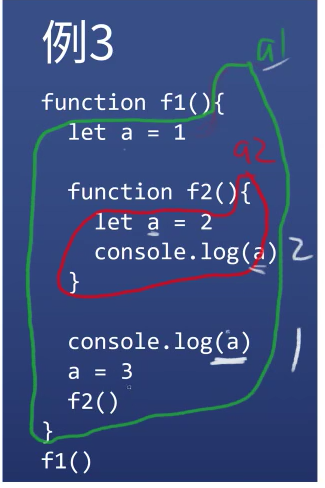 例3
a1
function f1(){
let a = 1
a2
function f2(){
let a = 2
console.log(a) 2
}
console.log(a) 1
a = 3
f2()
}
f1()